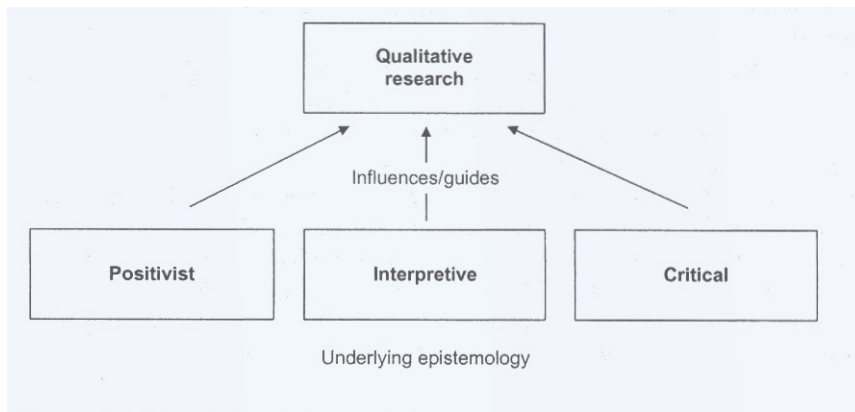 Qualitative
research
Influences/guides
Positivist
Interpretive
Critical
Underlying epistemology